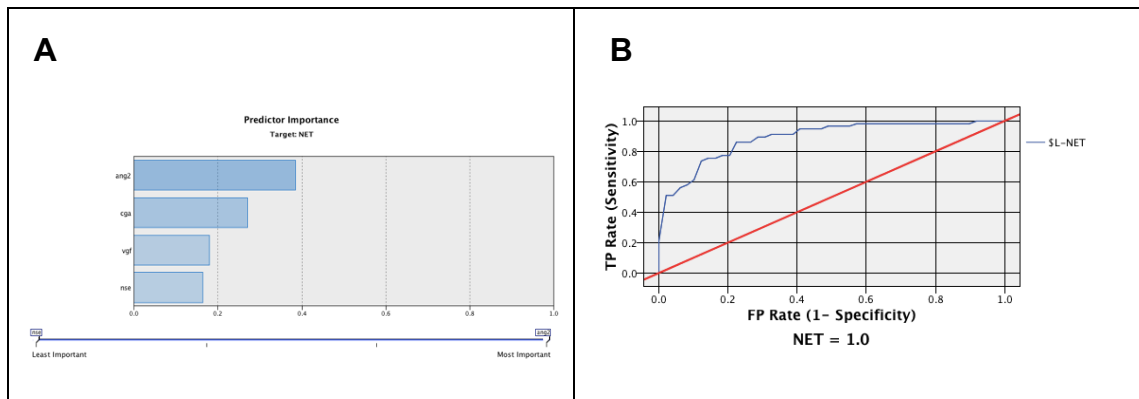 A
Predictor Importance
Target: NET
ang2
cga
vgf
nse
0.0 0.2 0.4 0.6 0.8 1.0
nse ang2
Least Important Most Important
B
TP Rate (Sensitivity)
1.0
0.8
0.6
0.4
0.2
0.0
$L-NET
0.0 0.2 0.4 0.6 0.8 1.0
FP Rate (1- Specificity)
NET = 1.0